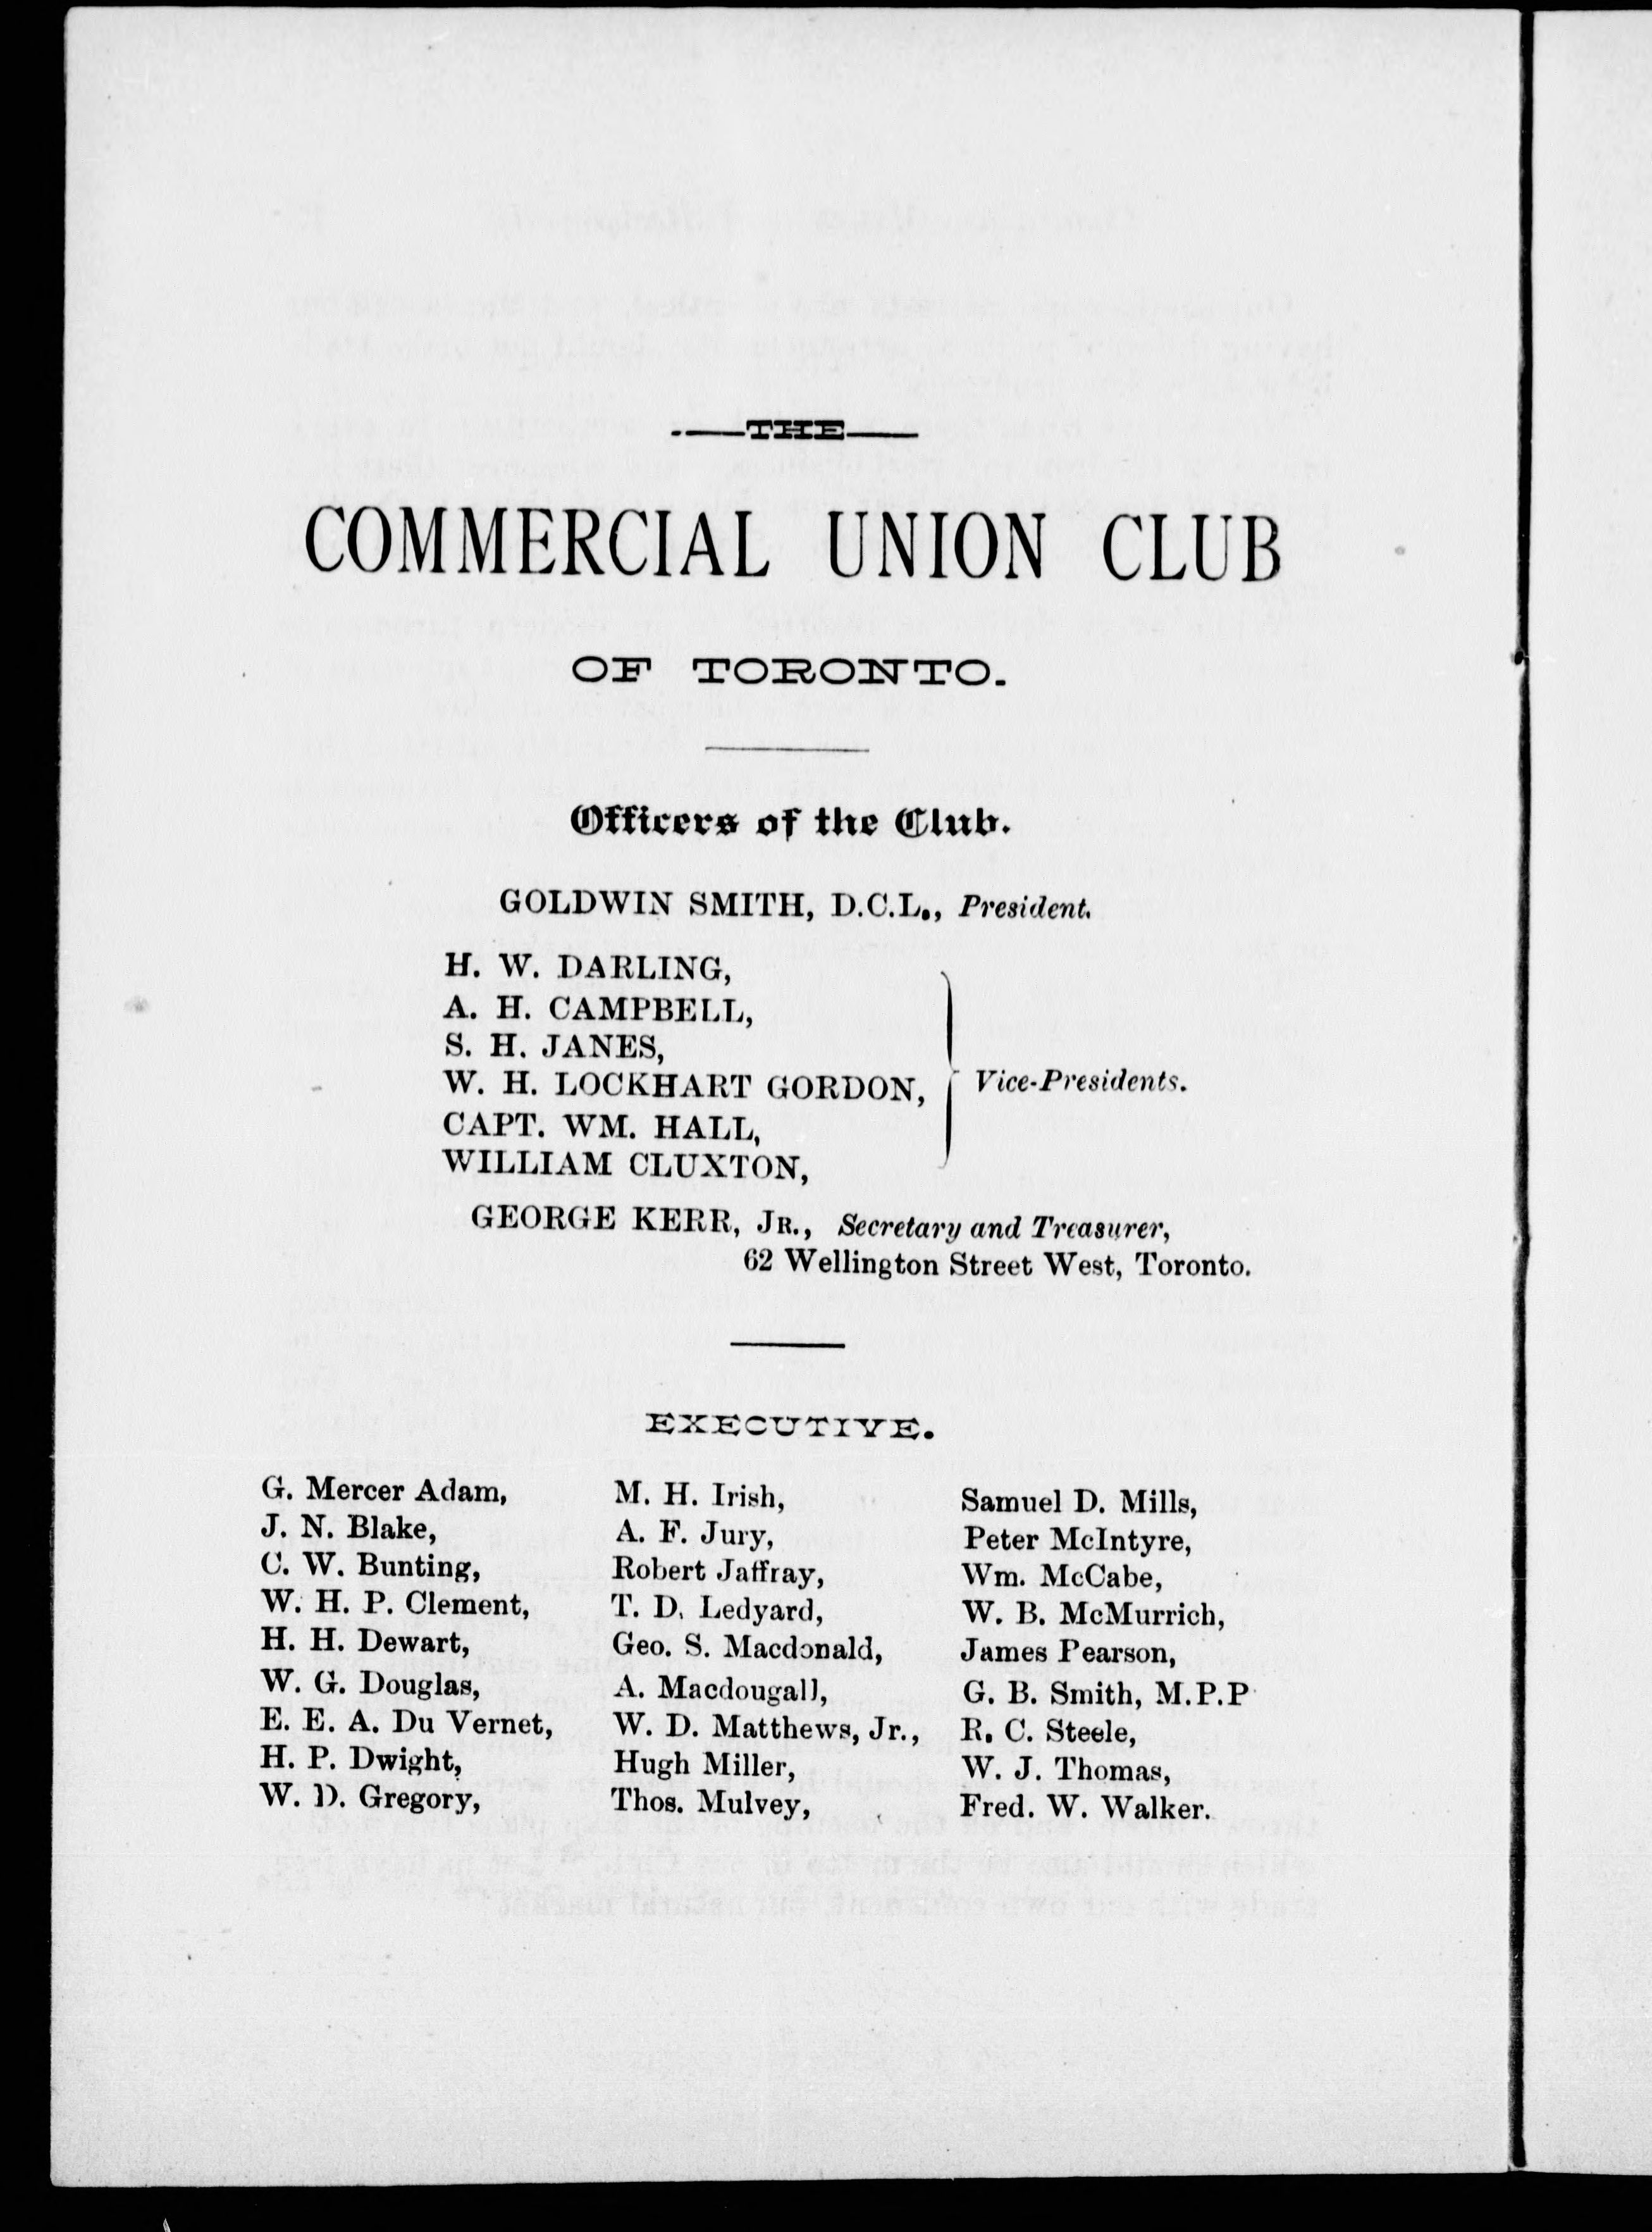 THE
COMMERCIAL UNION CLUB
OF TORONTO.
Officers of the Club.
GOLDWIN SMITH, D.C.L., President.
H. W. DARLING,
A. H. CAMPBELL,
S. H. JANES,
W. H. LOCKHART GORDON,
CAPT. WM. HALL,
WILLIAM CLUXTON,
Vice-Presidents.
GEORGE KERR, JR., Secretary and Treasurer,
62 Wellington Street West, Toronto.
EXECUTIVE.
G. Mercer Adam,
J. N. Blake,
C. W. Bunting,
W. H. P. Clement,
H. H. Dewart,
W. G. Douglas,
E. E. A. Du Vernet,
H. P. Dwight,
W. D. Gregory,
M. H. Irish,
A. F. Jury,
Robert Jaffray,
T. D. Ledyard,
Geo. S. Macdonald,
A. Macdougall,
W. D. Matthews, Jr.,
Hugh Miller,
Thos. Mulvey,
Samuel D. Mills,
Peter McIntyre,
Wm. McCabe,
W. B. McMurrich,
James Pearson,
G. B. Smith, M.P.P
R. C. Steele,
W. J. Thomas,
Fred. W. Walker.